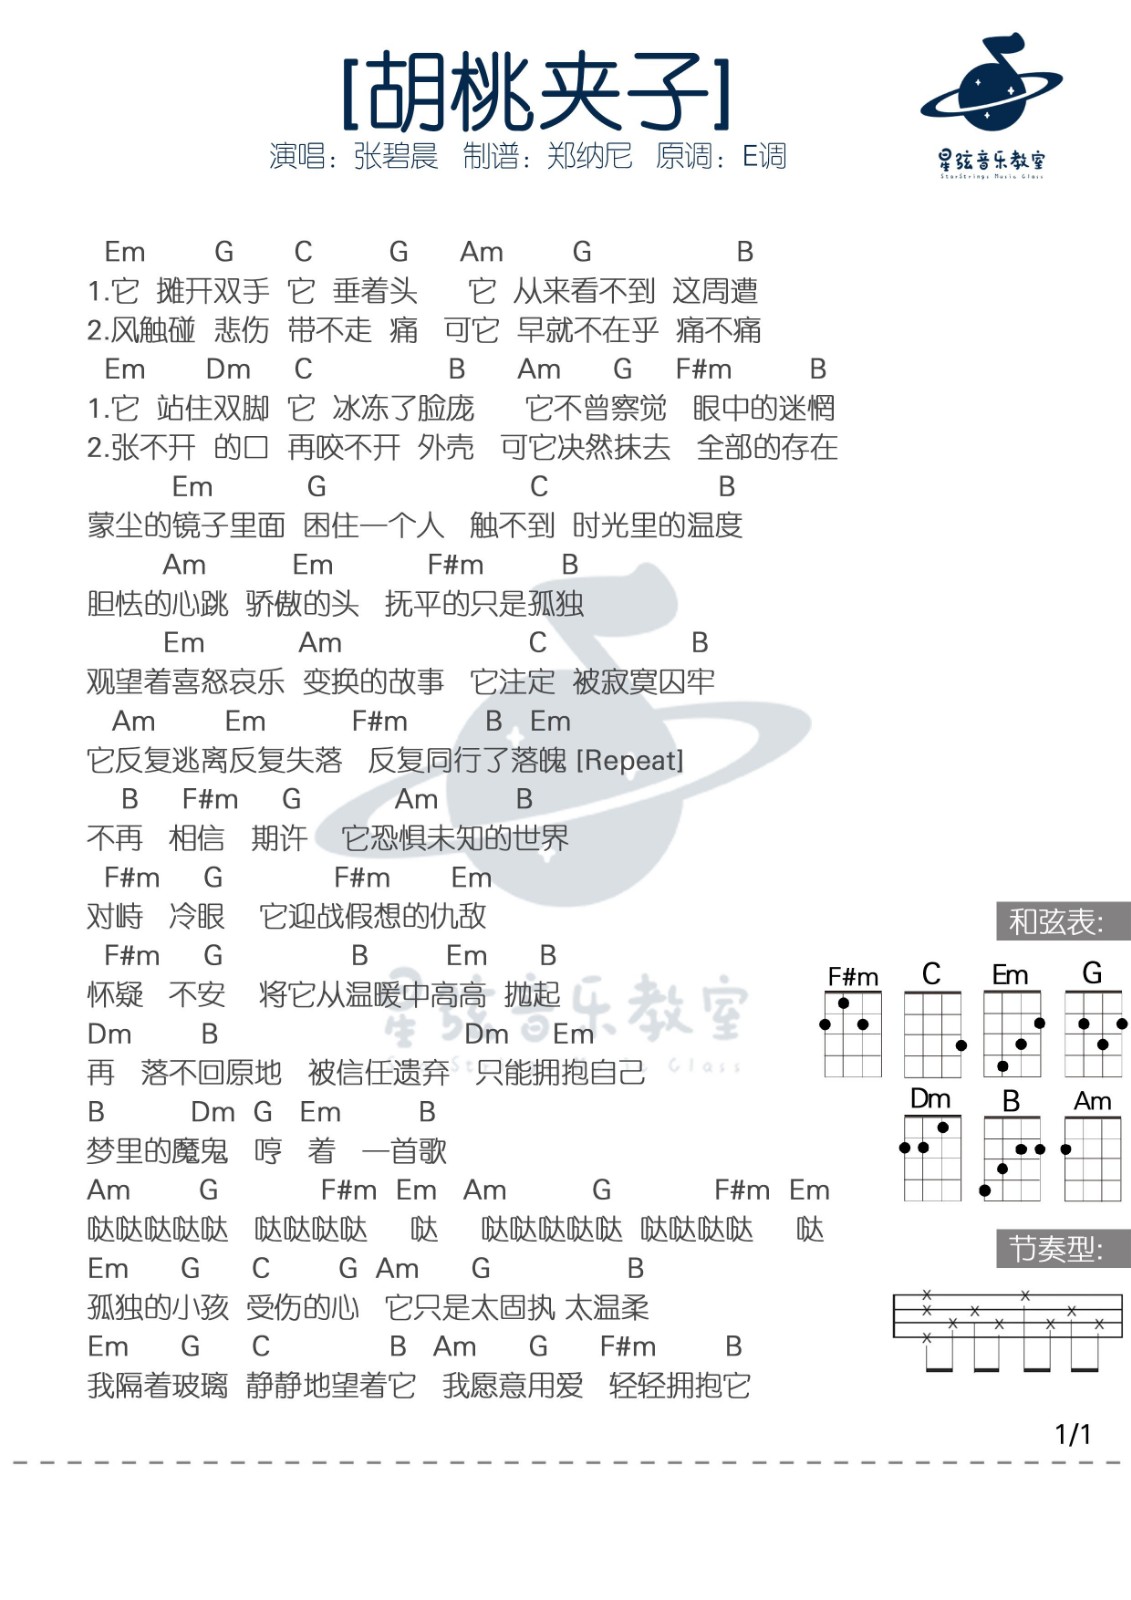 [胡桃夹子]
演唱：张碧晨 制谱：郑纳尼 原调：E调
星弦音乐教室
StarStrings Music Class
Em G C G Am G B
1.它 摊开双手 它 垂着头 它 从来看不到 这周遭
2.风触碰 悲伤 带不走 痛 可它 早就不在乎 痛不痛
Em Dm C B Am G F#m B
1.它 站住双脚 它 冰冻了脸庞 它不曾察觉 眼中的迷惘
2.张不开 的口 再咬不开 外壳 可它决然抹去 全部的存在
Em G C B
蒙尘的镜子里面 困住一个人 触不到 时光里的温度
Am Em F#m B
胆怯的心跳 骄傲的头 抚平的只是孤独
Em Am C B
观望着喜怒哀乐 变换的故事 它注定 被寂寞囚牢
Am Em F#m B Em
它反复逃离反复失落 反复同行了落魄 [Repeat]
B F#m G Am B
不再 相信 期许 它恐惧未知的世界
F#m G F#m Em
对峙 冷眼 它迎战假想的仇敌
F#m G B Em B
怀疑 不安 将它从温暖中高高 抛起
Dm B Dm Em
再 落不回原地 被信任遗弃 只能拥抱自己
B Dm G Em B
梦里的魔鬼 哼 着 一首歌
Am G F#m Em Am G F#m Em
哒哒哒哒哒 哒哒哒哒 哒 哒哒哒哒哒 哒哒哒哒 哒
Em G C G Am G B
孤独的小孩 受伤的心 它只是太固执 太温柔
Em G C B Am G F#m B
我隔着玻璃 静静地望着它 我愿意用爱 轻轻拥抱它
星弦音乐教室
StarStrings Music Class
和弦表:
F#m C Em G
Dm B Am
节奏型:
1/1